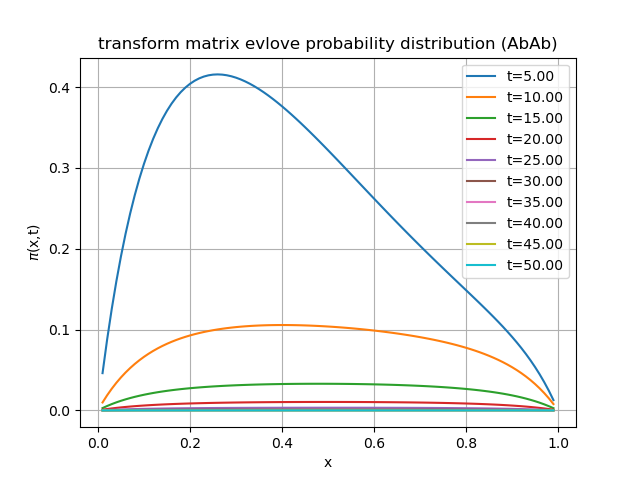 transform matrix evlove probability distribution (AbAb)
π(x,t)
0.4
0.3
0.2
0.1
0.0
0.0
0.2
0.4
0.6
0.8
1.0
x
t=5.00
t=10.00
t=15.00
t=20.00
t=25.00
t=30.00
t=35.00
t=40.00
t=45.00
t=50.00